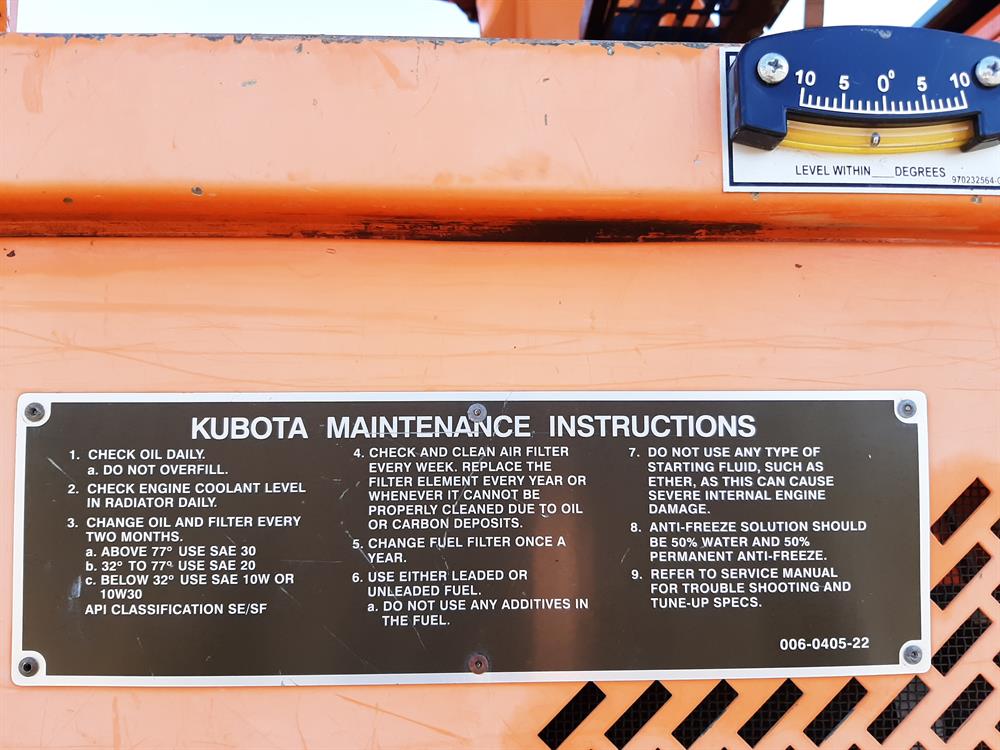 10 5 0° 5 10
LEVEL WITHIN___DEGREES
970232564-
KUBOTA MAINTENANCE INSTRUCTIONS
1. CHECK OIL DAILY.
a. DO NOT OVERFILL.
2. CHECK ENGINE COOLANT LEVEL
IN RADIATOR DAILY.
3. CHANGE OIL AND FILTER EVERY
TWO MONTHS.
a. ABOVE 77° USE SAE 30
b. 32° TO 77° USE SAE 20
c. BELOW 32° USE SAE 10W OR
10W30
API CLASSIFICATION SE/SF
4. CHECK AND CLEAN AIR FILTER
EVERY WEEK. REPLACE THE
FILTER ELEMENT EVERY YEAR OR
WHENEVER IT CANNOT BE
PROPERLY CLEANED DUE TO OIL
OR CARBON DEPOSITS.
5. CHANGE FUEL FILTER ONCE A
YEAR.
6. USE EITHER LEADED OR
UNLEADED FUEL.
a. DO NOT USE ANY ADDITIVES IN
THE FUEL.
7. DO NOT USE ANY TYPE OF
STARTING FLUID, SUCH AS
ETHER, AS THIS CAN CAUSE
SEVERE INTERNAL ENGINE
DAMAGE.
8. ANTI-FREEZE SOLUTION SHOULD
BE 50% WATER AND 50%
PERMANENT ANTI-FREEZE.
9. REFER TO SERVICE MANUAL
FOR TROUBLE SHOOTING AND
TUNE-UP SPECS.
006-0405-22